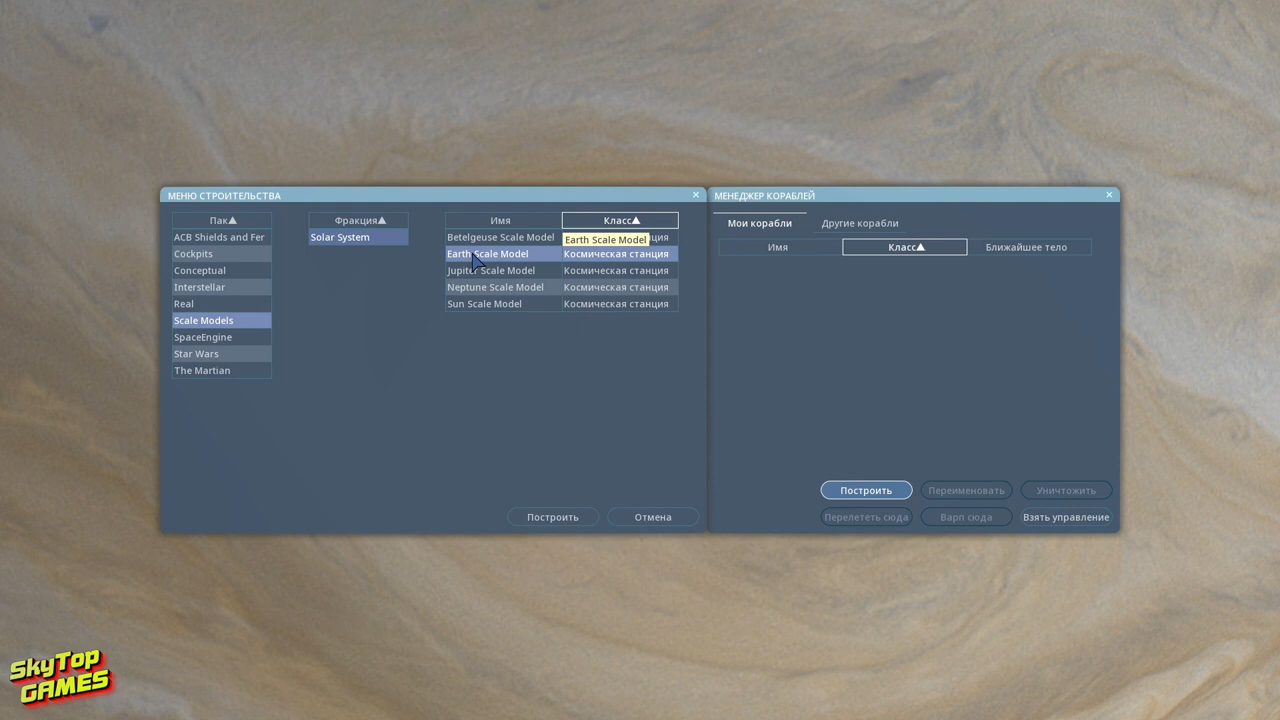 МЕНЮ СТРОИТЕЛЬСТВА
Пак▲ Фракция▲ Имя Класс▲
ACB Shields and Fer Solar System Betelgeuse Scale Model
Earth Scale Model
Cockpits Earth Scale Model Космическая станция
Conceptual Jupiter Scale Model Космическая станция
Interstellar Neptune Scale Model Космическая станция
Real Sun Scale Model Космическая станция
Scale Models
SpaceEngine
Star Wars
The Martian
Построить Отмена
МЕНЕДЖЕР КОРАБЛЕЙ
Мои корабли Другие корабли
Имя Класс▲ Ближайшее тело
Построить Переименовать Уничтожить
Перелететь сюда Варп сюда Взять управление
SkyTop
GAMES